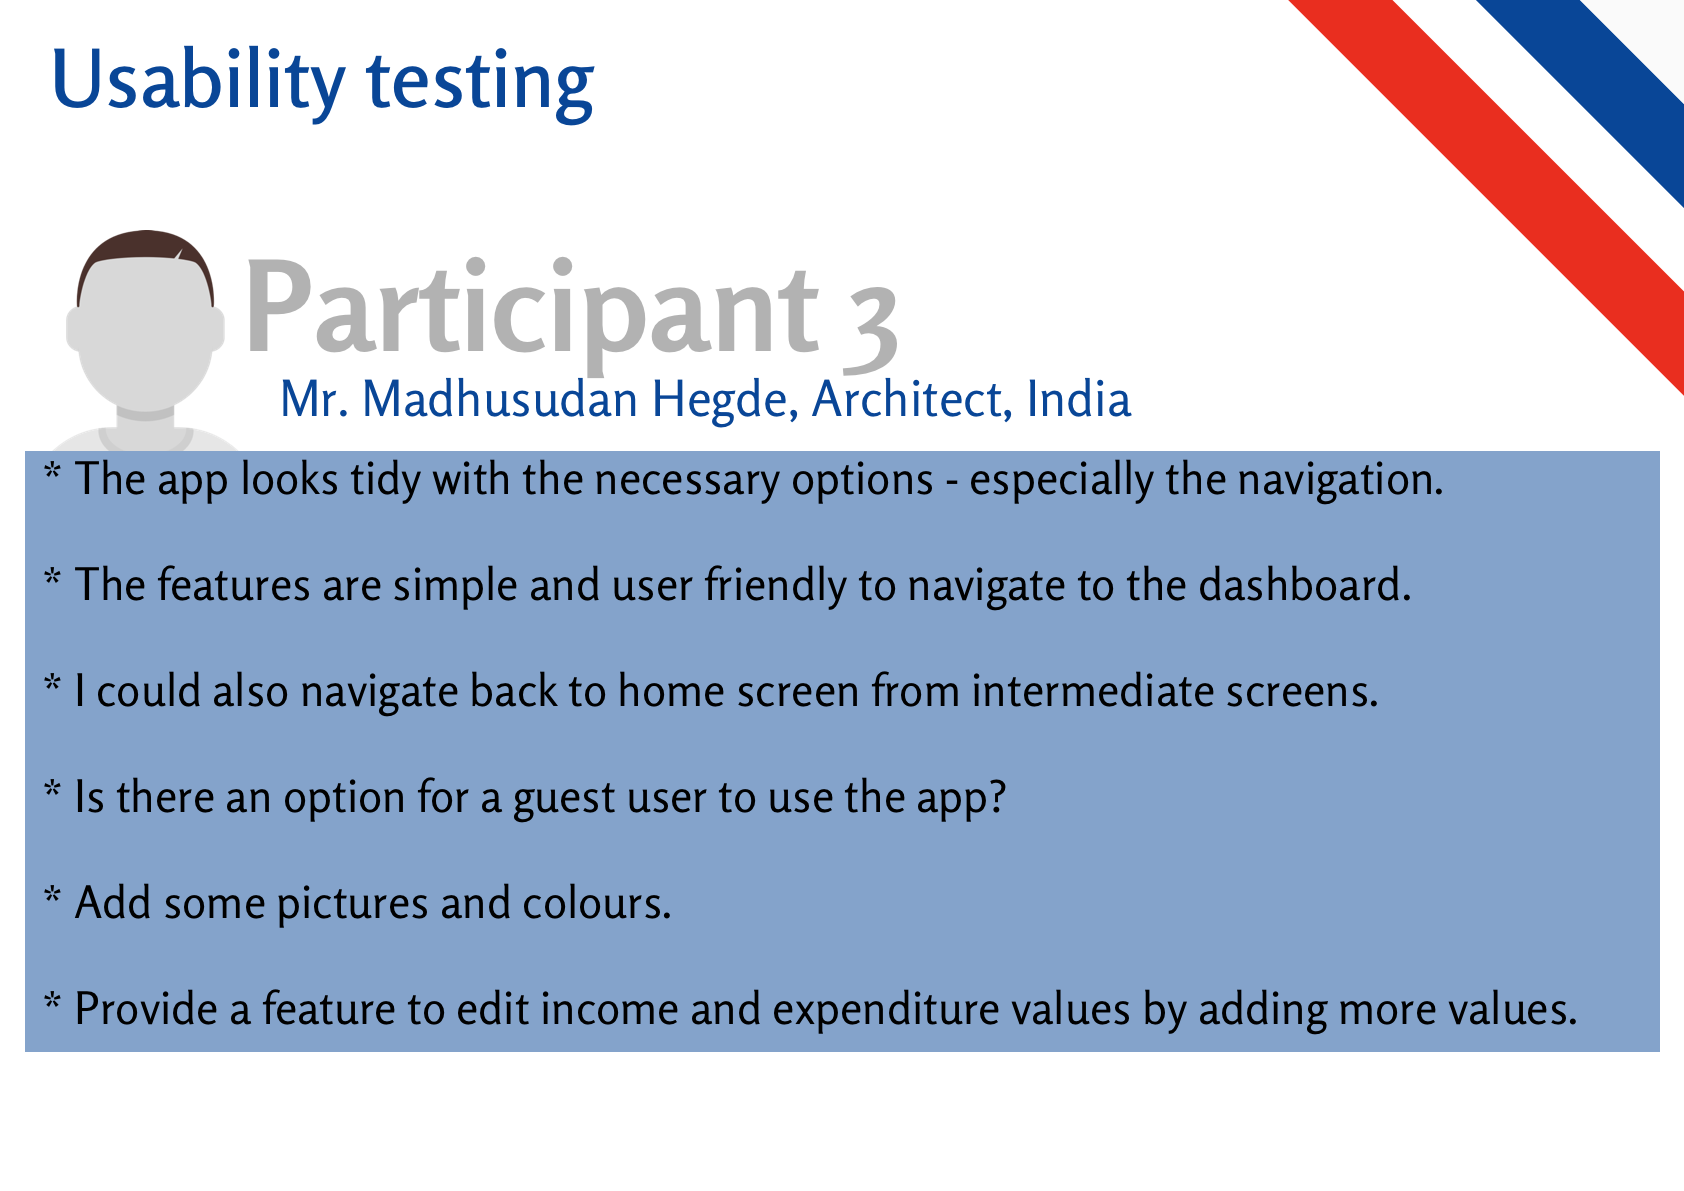 Usability testing
Participant 3
Mr. Madhusudan Hegde, Architect, India
* The app looks tidy with the necessary options - especially the navigation.
* The features are simple and user friendly to navigate to the dashboard.
* I could also navigate back to home screen from intermediate screens.
* Is there an option for a guest user to use the app?
* Add some pictures and colours.
* Provide a feature to edit income and expenditure values by adding more values.